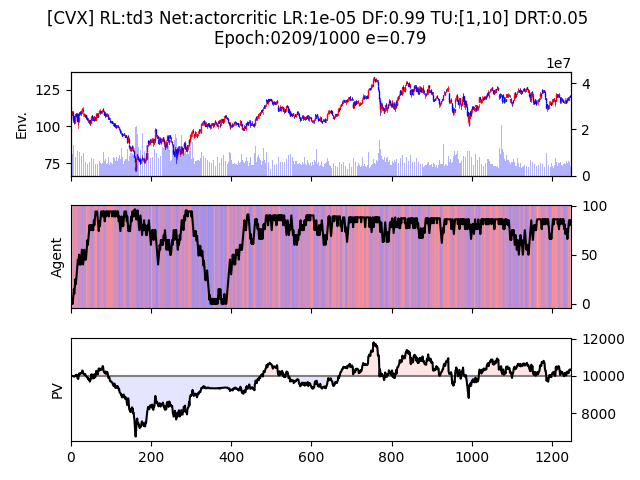 [CVX] RL:td3 Net:actorcritic LR:1e-05 DF:0.99 TU:[1,10] DRT:0.05
Epoch:0209/1000 e=0.79
1e7
125
100
75
Env.
4
2
0
Agent
100
50
0
PV
12000
10000
8000
0 200 400 600 800 1000 1200